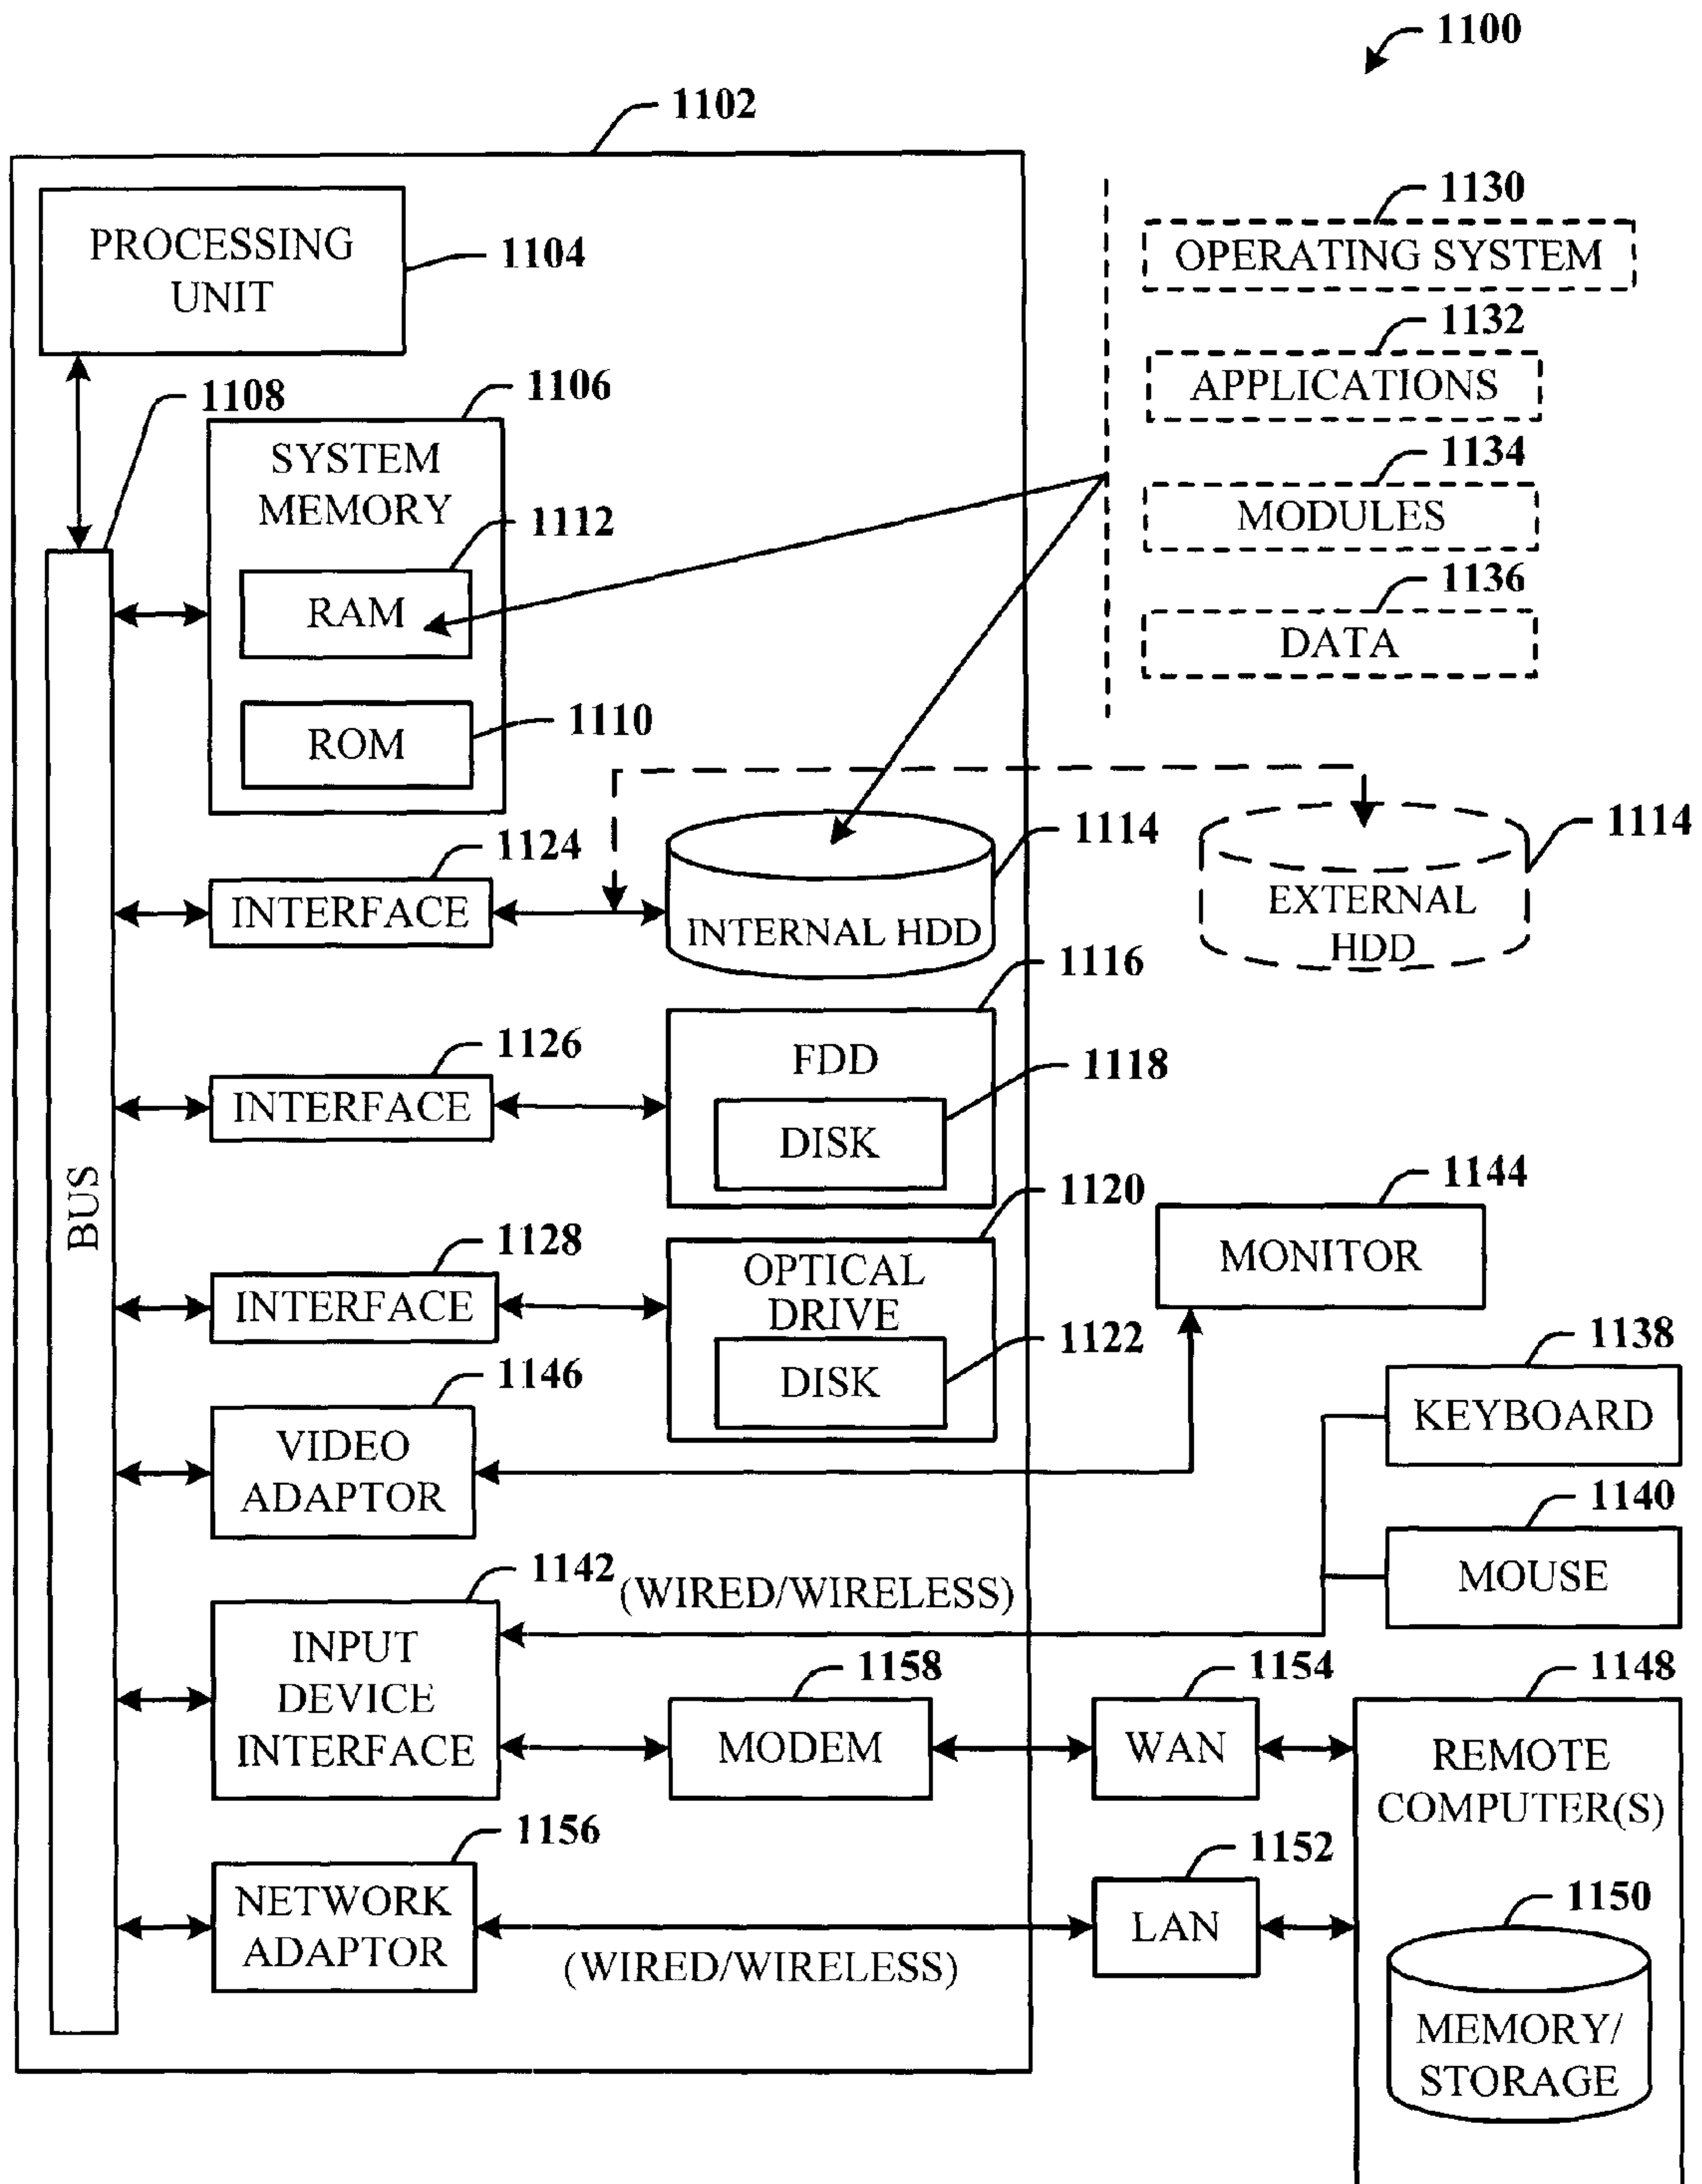 1100
1102
PROCESSING
UNIT
1104
1130
OPERATING SYSTEM
1132
APPLICATIONS
1134
MODULES
1136
DATA
1108
1106
SYSTEM
MEMORY
1112
RAM
1110
ROM
1124
INTERFACE
1114
INTERNAL HDD
1114
EXTERNAL
HDD
1116
FDD
1126
INTERFACE
1118
DISK
BUS
1120
OPTICAL
DRIVE
1128
INTERFACE
1122
DISK
1144
MONITOR
1138
KEYBOARD
1146
VIDEO
ADAPTOR
1140
MOUSE
1142
(WIRED/WIRELESS)
INPUT
DEVICE
INTERFACE
1158
MODEM
1154
WAN
1148
REMOTE
COMPUTER(S)
1156
NETWORK
ADAPTOR
(WIRED/WIRELESS)
1152
LAN
1150
MEMORY/
STORAGE